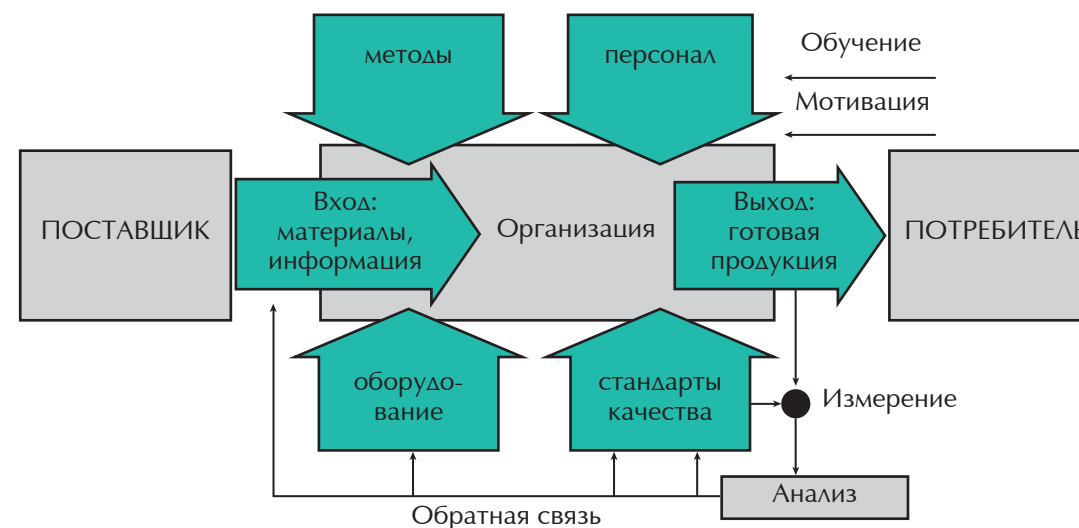 методы
персонал
Обучение
Мотивация
ПОСТАВЩИК
Вход:
материалы,
информация
Организация
Выход:
готовая
продукция
ПОТРЕБИТЕЛЬ
оборудо-
вание
стандарты
качества
Измерение
Анализ
Обратная связь